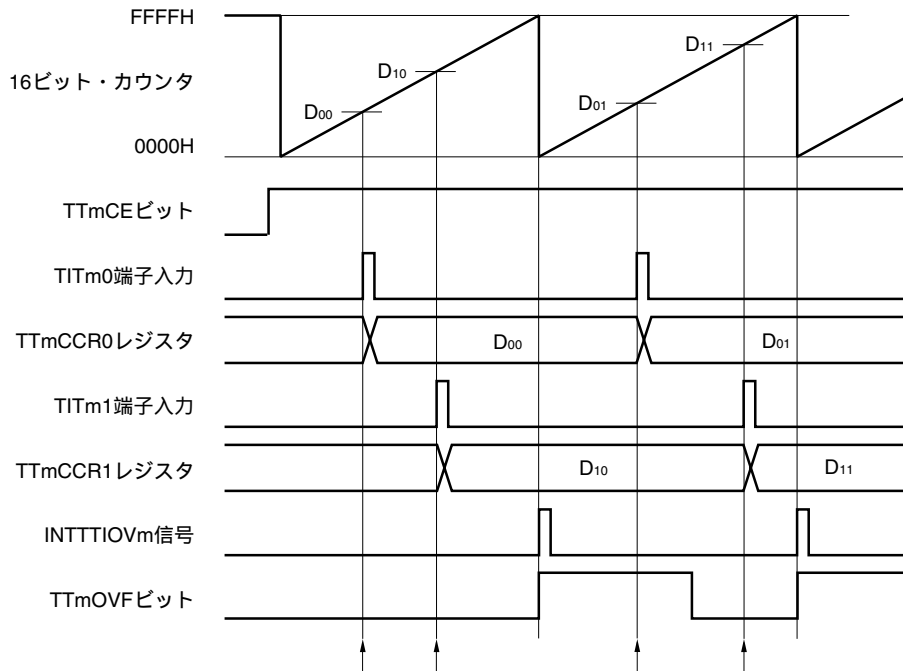 FFFFH
16ビット・カウンタ
0000H
D00
D10
D01
D11
TTmCEビット
TITm0端子入力
TTmCCR0レジスタ
D00
D01
TITm1端子入力
TTmCCR1レジスタ
D10
D11
INTTTIOVm信号
TTmOVFビット